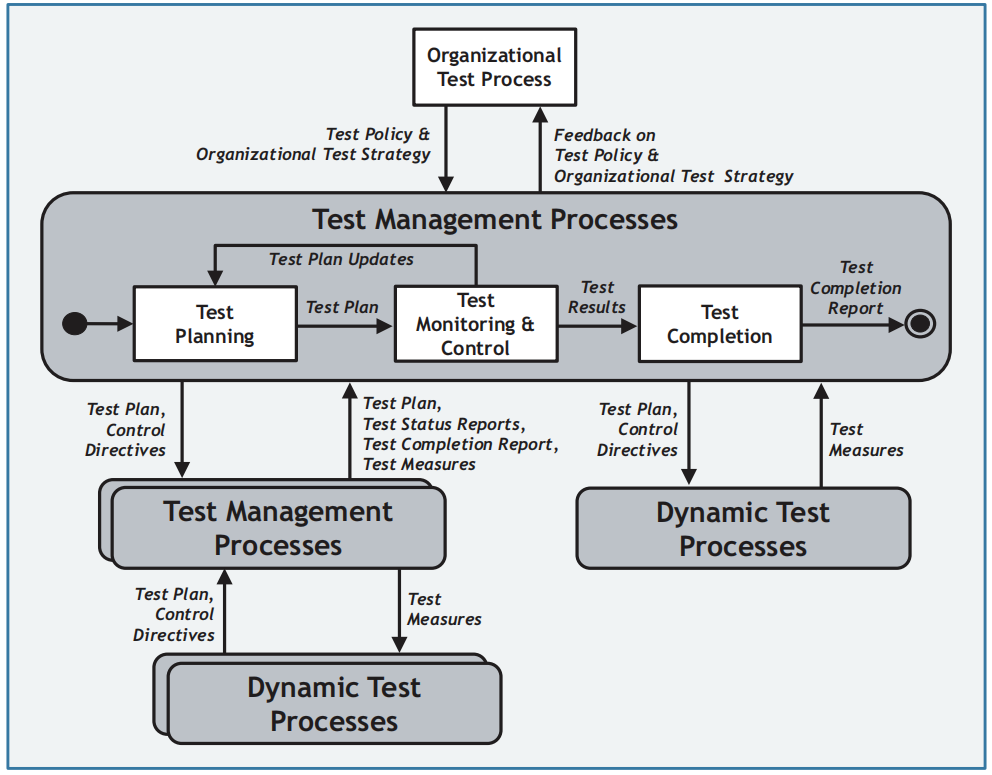 Organizational
Test Process
Test Policy &
Organizational Test Strategy
Feedback on
Test Policy &
Organizational Test Strategy
Test Management Processes
Test Plan Updates
Test
Planning
Test Plan
Test
Monitoring &
Control
Test
Results
Test
Completion
Test
Completion
Report
Test Plan,
Control
Directives
Test Plan,
Test Status Reports,
Test Completion Report,
Test Measures
Test Plan,
Control
Directives
Test
Measures
Test Management
Processes
Dynamic Test
Processes
Test Plan,
Control
Directives
Test
Measures
Dynamic Test
Processes